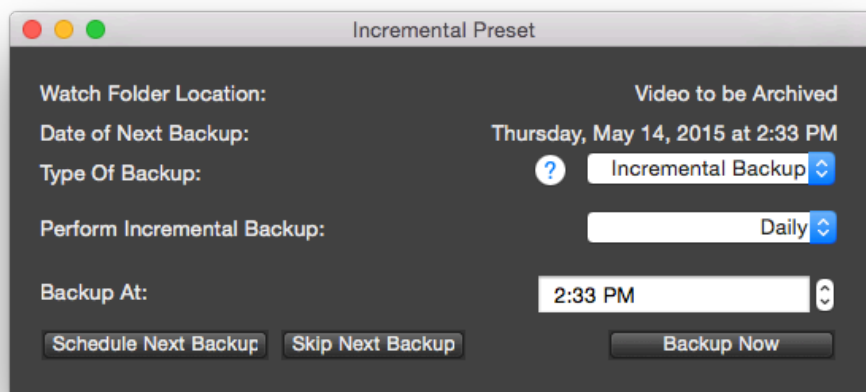 Incremental Preset
Watch Folder Location: Video to be Archived
Date of Next Backup: Thursday, May 14, 2015 at 2:33 PM
Type Of Backup: ? Incremental Backup
Perform Incremental Backup: Daily
Backup At: 2:33 PM
Schedule Next Backup Skip Next Backup Backup Now